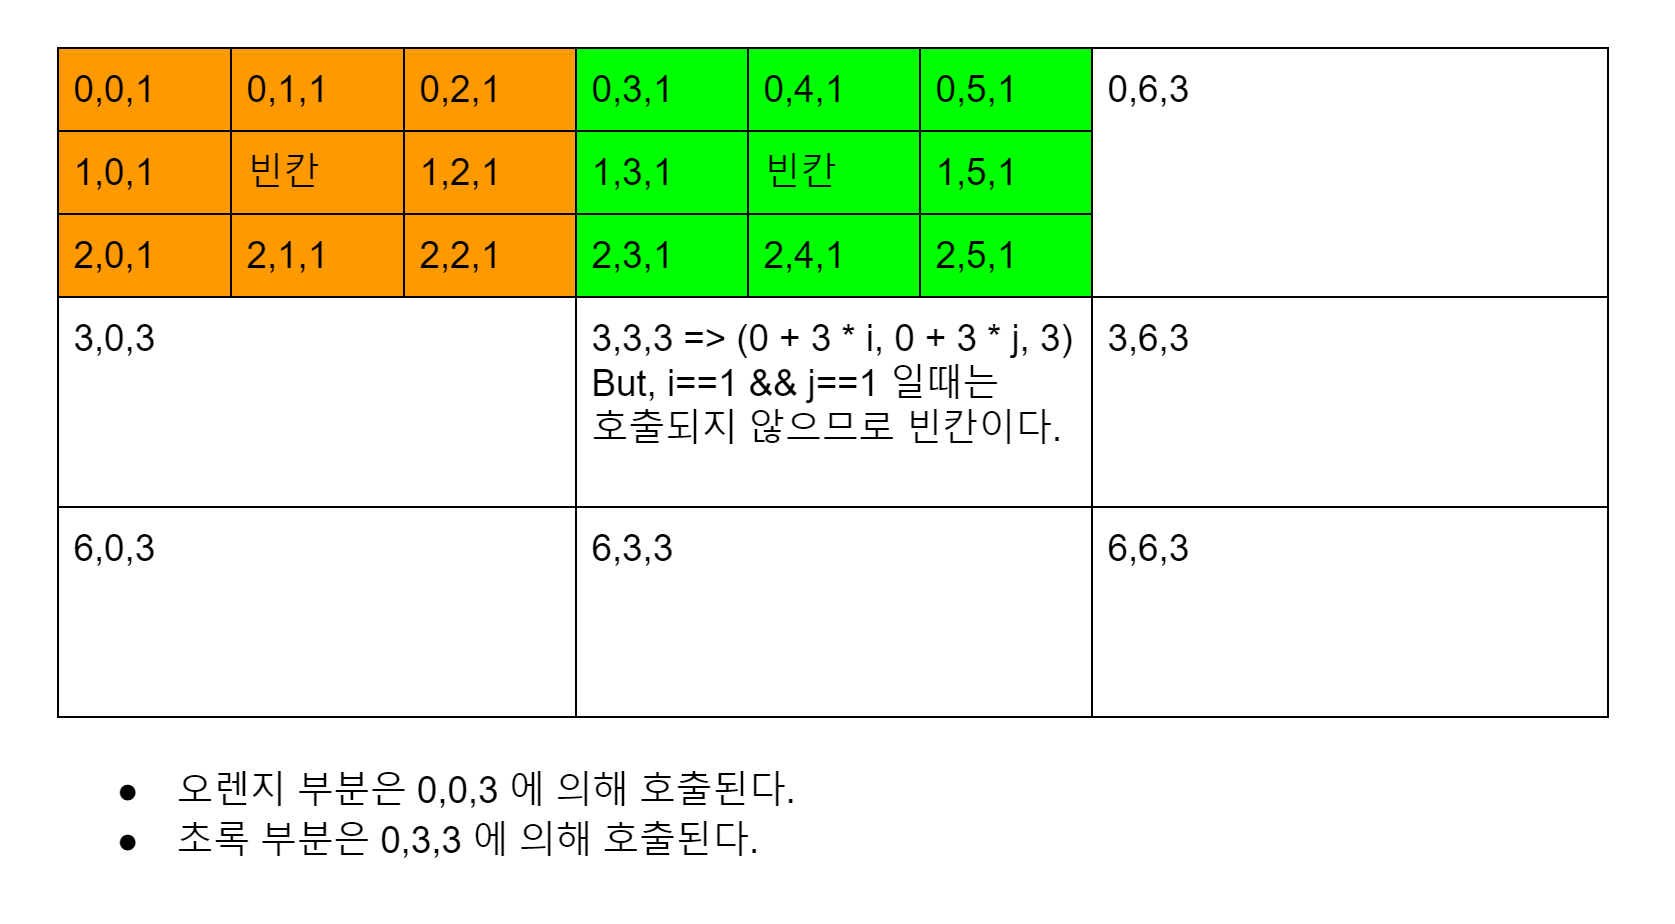 0,0,1 0,1,1 0,2,1 0,3,1 0,4,1 0,5,1 0,6,3
1,0,1 빈칸 1,2,1 1,3,1 빈칸 1,5,1
2,0,1 2,1,1 2,2,1 2,3,1 2,4,1 2,5,1
3,0,3
3,3,3 => (0 + 3 * i, 0 + 3 * j, 3)
But, i==1 && j==1 일때는
호출되지 않으므로 빈칸이다.
3,6,3
6,0,3 6,3,3 6,6,3
● 오렌지 부분은 0,0,3 에 의해 호출된다.
● 초록 부분은 0,3,3 에 의해 호출된다.